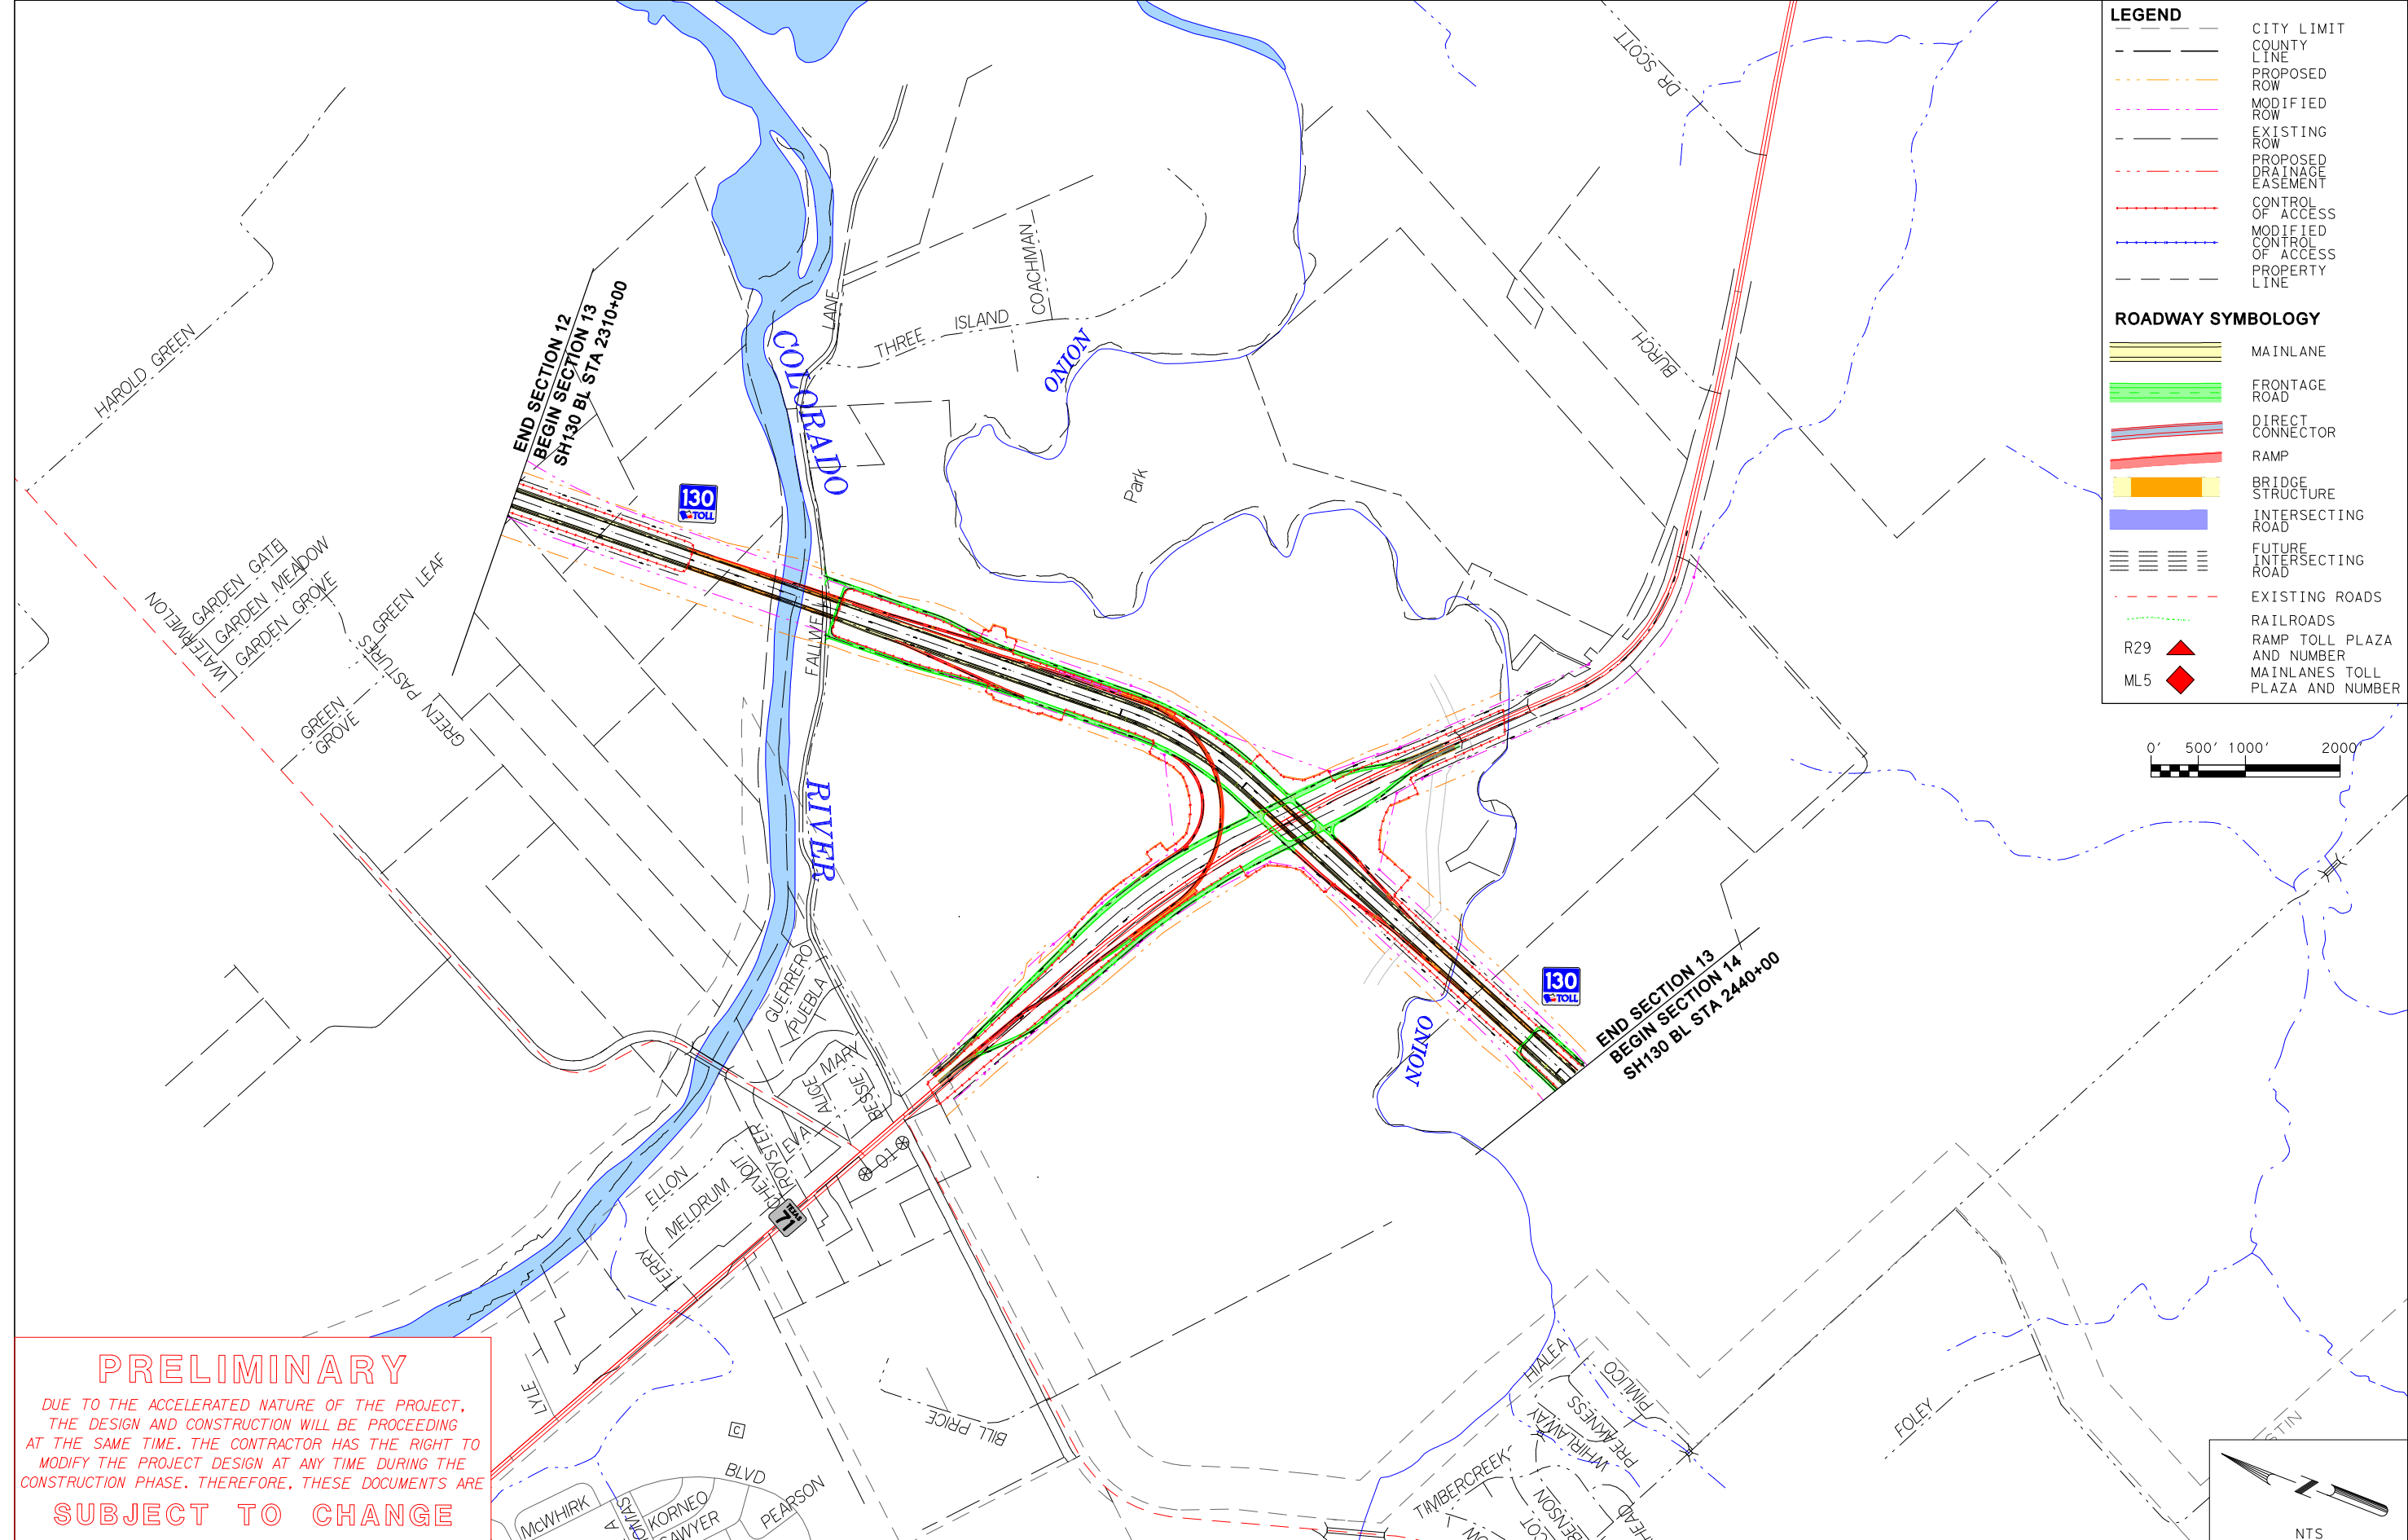 LEGEND
CITY LIMIT
COUNTY
LINE
PROPOSED
ROW
MODIFIED
ROW
EXISTING
ROW
PROPOSED
DRAINAGE
EASEMENT
CONTROL
OF ACCESS
MODIFIED
CONTROL
OF ACCESS
PROPERTY
LINE
ROADWAY SYMBOLOGY
MAINLANE
FRONTAGE
ROAD
DIRECT
CONNECTOR
RAMP
BRIDGE
STRUCTURE
INTERSECTING
ROAD
FUTURE
INTERSECTING
ROAD
EXISTING ROADS
RAILROADS
R29
RAMP TOLL PLAZA
AND NUMBER
ML5
MAINLANES TOLL
PLAZA AND NUMBER
0' 500' 1000' 2000'
DR SCOTT
BURCH
COACHMAN
THREE ISLAND
LANE
ONION
Park
COLORADO
RIVER
HAROLD GREEN
END SECTION 12
BEGIN SECTION 13
SH130 BL STA 2310+00
130
TOLL
FALLWE
WATERMELON
GARDEN GATE
GARDEN MEADOW
GARDEN GROVE
GREEN LEAF
GREEN PASTURES
GREEN
GROVE
130
TOLL
END SECTION 13
BEGIN SECTION 14
SH130 BL STA 2440+00
ONION
GUERRERO
PUEBLA
MARY
ALICE
BESSIE
EVA
ROYSTER
CHEVIOT
ELLON
MELDRUM
TERRY
TEXAS
71
LYLE
BILL PRICE
C
BLVD
PEARSON
KORNEO
SAWYER
McWHIRK
HIALEA
PIMLICO
PREAKNESS
WHIRLAWAY
TIMBERCREEK
BENSON
FOLEY
PRELIMINARY
DUE TO THE ACCELERATED NATURE OF THE PROJECT,
THE DESIGN AND CONSTRUCTION WILL BE PROCEEDING
AT THE SAME TIME. THE CONTRACTOR HAS THE RIGHT TO
MODIFY THE PROJECT DESIGN AT ANY TIME DURING THE
CONSTRUCTION PHASE. THEREFORE, THESE DOCUMENTS ARE
SUBJECT TO CHANGE
NTS